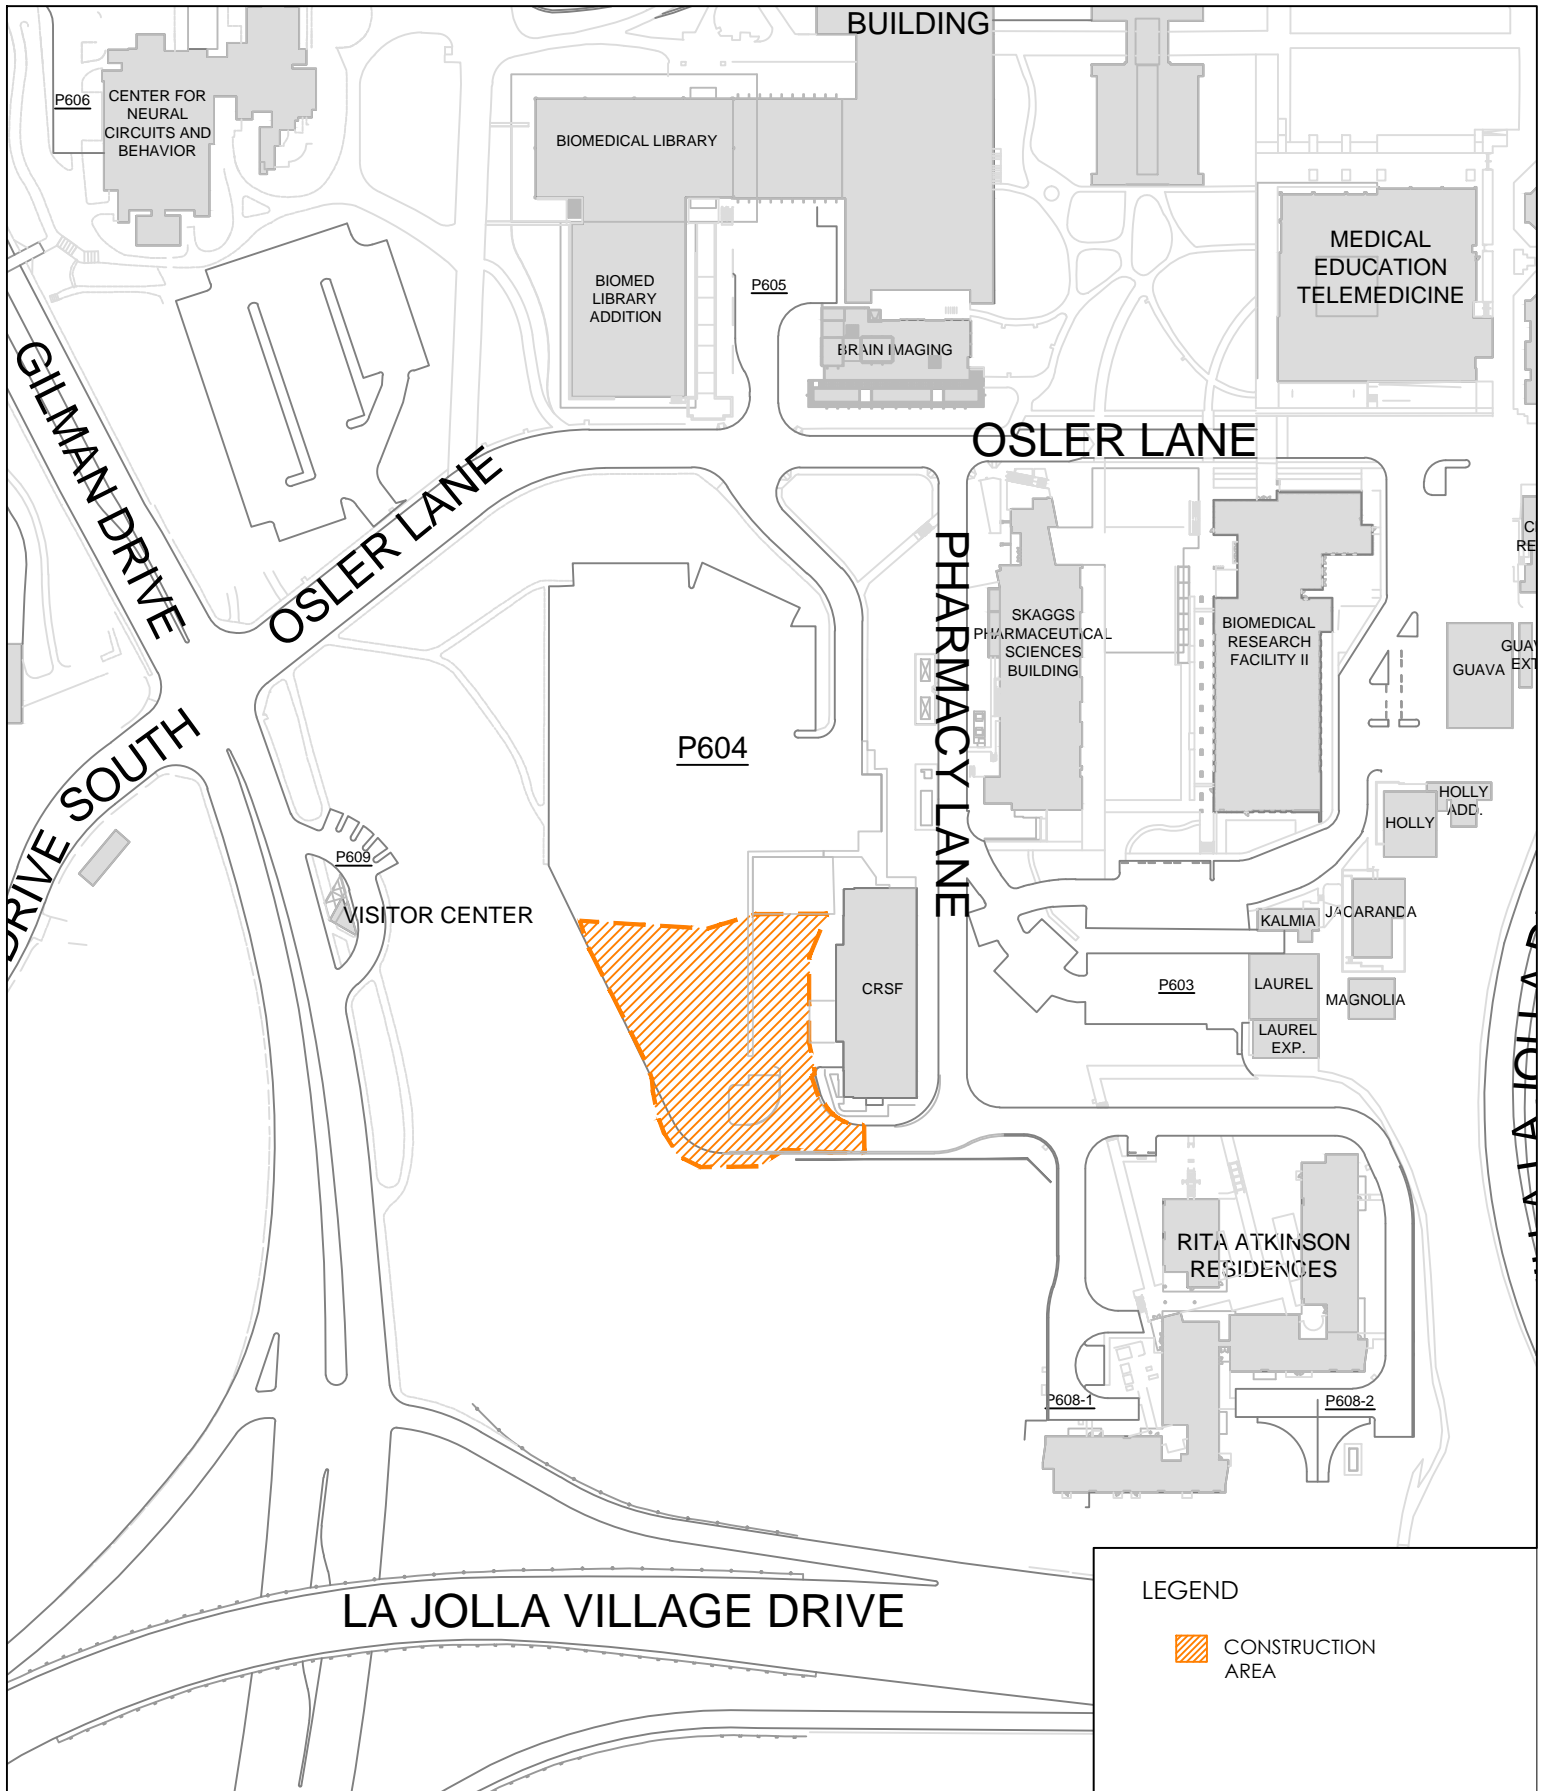 BUILDING
P606
CENTER FOR
NEURAL
CIRCUITS AND
BEHAVIOR
BIOMEDICAL LIBRARY
MEDICAL
EDUCATION
TELEMEDICINE
BIOMED
LIBRARY
ADDITION
P605
BRAIN IMAGING
GILMAN DRIVE
OSLER LANE
OSLER LANE
PHARMACY LANE
SKAGGS
PHARMACEUTICAL
SCIENCES
BUILDING
BIOMEDICAL
RESEARCH
FACILITY II
C
RE
GUAVA
GUAV
EXT
P604
DRIVE SOUTH
HOLLY
ADD.
HOLLY
P609
VISITOR CENTER
KALMIA
JACARANDA
CRSF
P603
LAUREL
MAGNOLIA
LAUREL
EXP.
RITA ATKINSON
RESIDENCES
P608-1
P608-2
LA JOLLA VILLAGE DRIVE
LEGEND
CONSTRUCTION
AREA